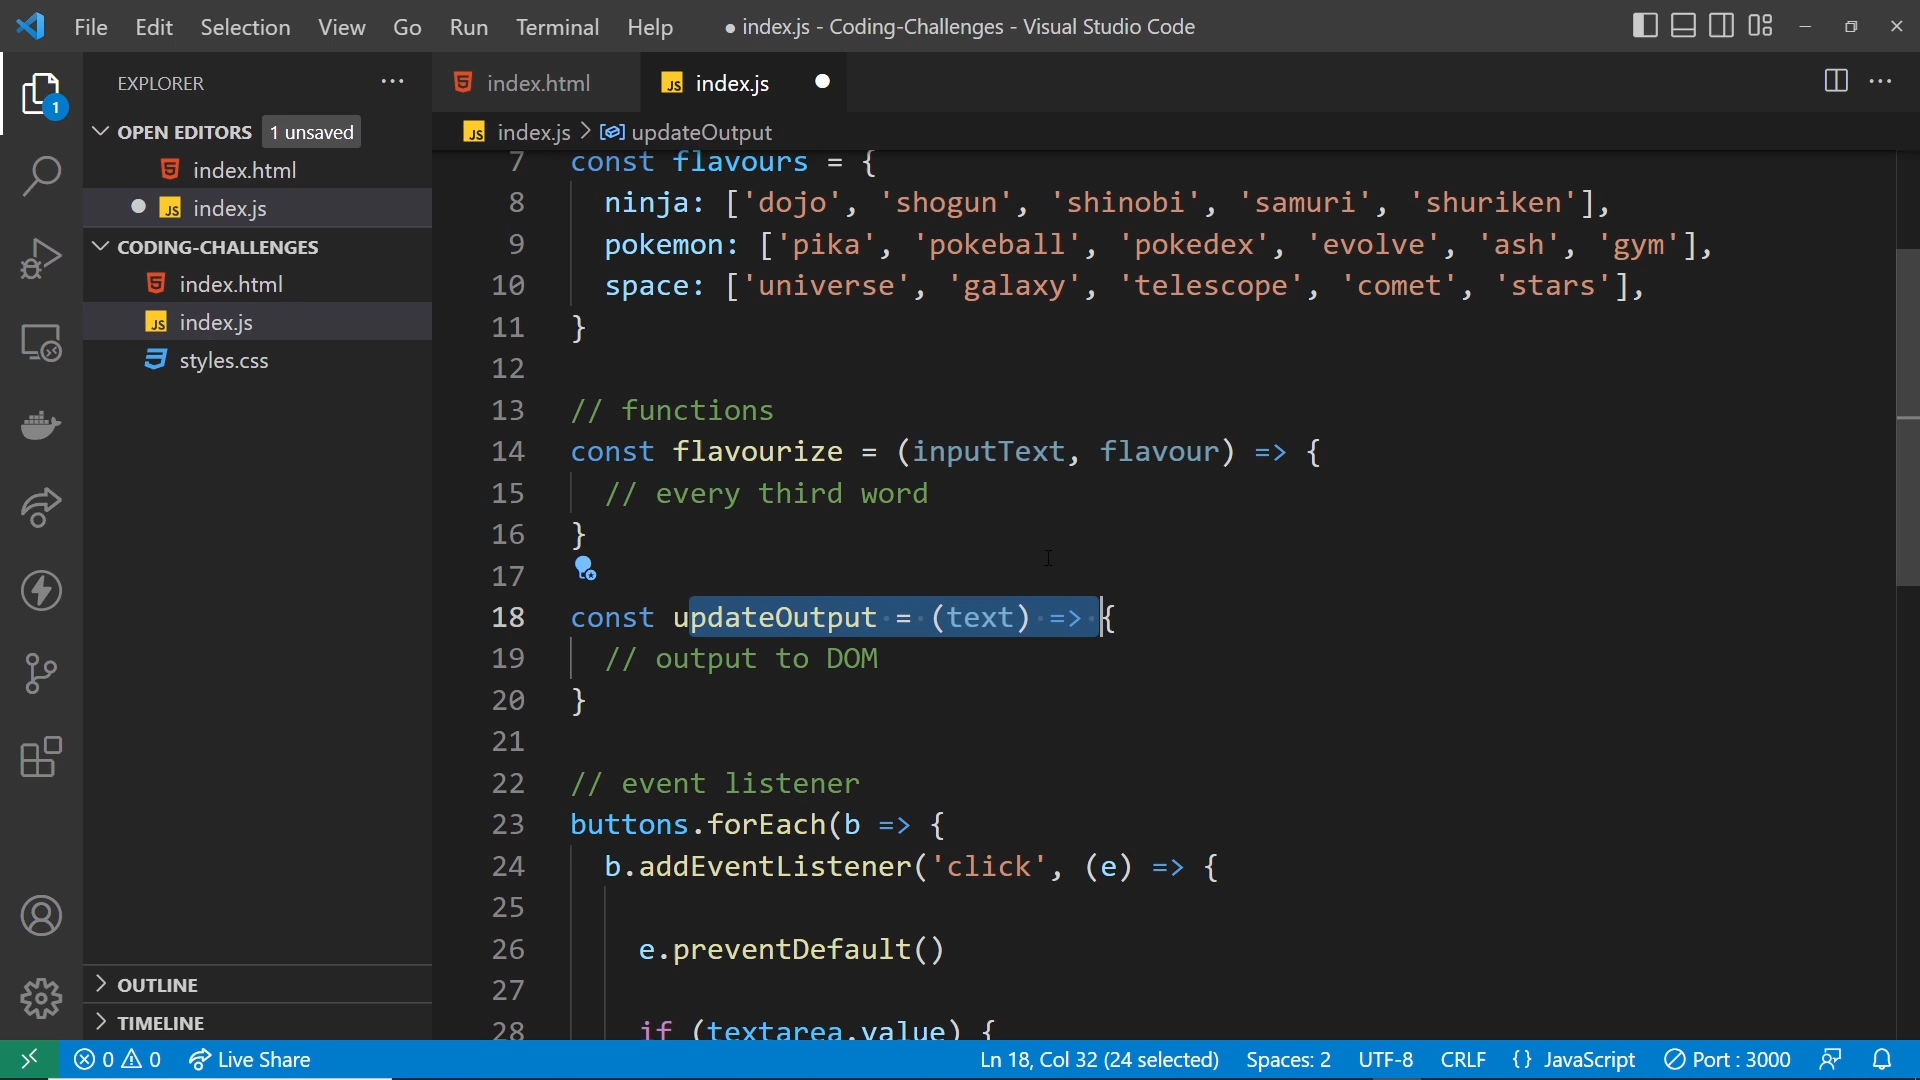 File Edit Selection View Go Run Terminal Help ● index.js - Coding-Challenges - Visual Studio Code
EXPLORER
index.html
JS index.js
1
OPEN EDITORS 1 unsaved
JS index.js > updateOutput
index.html
JS index.js
CODING-CHALLENGES
index.html
JS index.js
styles.css
OUTLINE
TIMELINE
7 const flavours = {
8 ninja: ['dojo', 'shogun', 'shinobi', 'samuri', 'shuriken'],
9 pokemon: ['pika', 'pokeball', 'pokedex', 'evolve', 'ash', 'gym'],
10 space: ['universe', 'galaxy', 'telescope', 'comet', 'stars'],
11 }
12
13 // functions
14 const flavourize = (inputText, flavour) => {
15 // every third word
16 }
17
18 const updateOutput = (text) => {
19 // output to DOM
20 }
21
22 // event listener
23 buttons.forEach(b => {
24 b.addEventListener('click', (e) => {
25
26 e.preventDefault()
27
28 if (textarea.value) {
0 0 Live Share Ln 18, Col 32 (24 selected) Spaces: 2 UTF-8 CRLF {} JavaScript Port : 3000